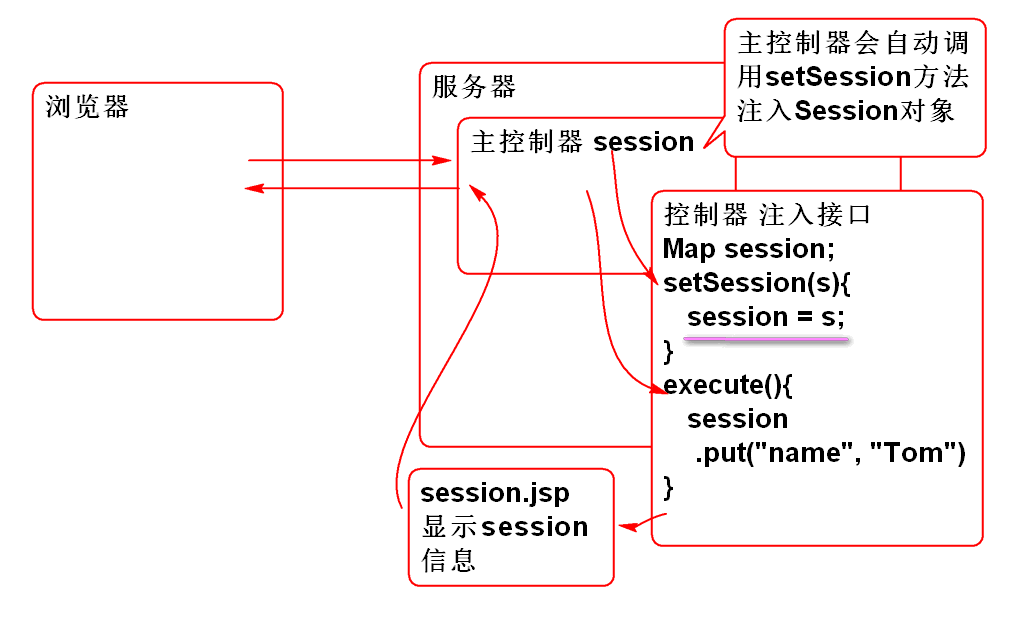 浏览器
服务器
主控制器会自动调
用setSession方法
注入Session对象
主控制器 session
控制器 注入接口
Map session;
setSession(s){
session = s;
}
execute(){
session
.put("name", "Tom")
}
session.jsp
显示session
信息